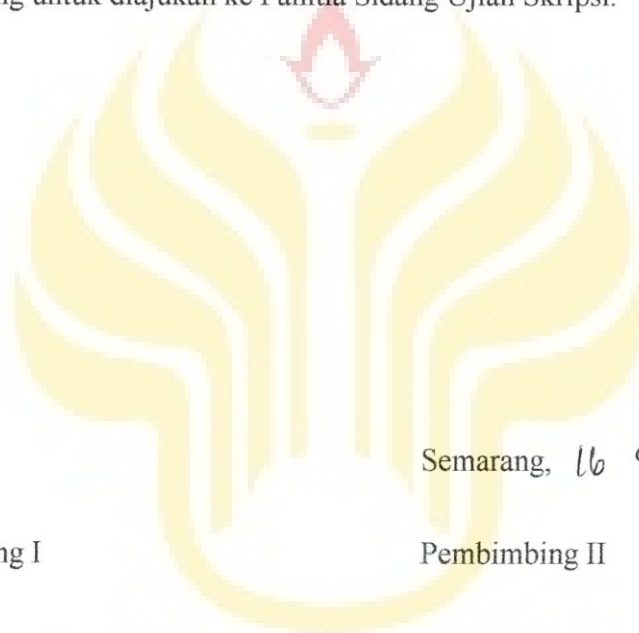 ng untuk diajukan ke Panitia Sidang Ujian Skripsi.
Semarang, 16
ng I
Pembimbing II